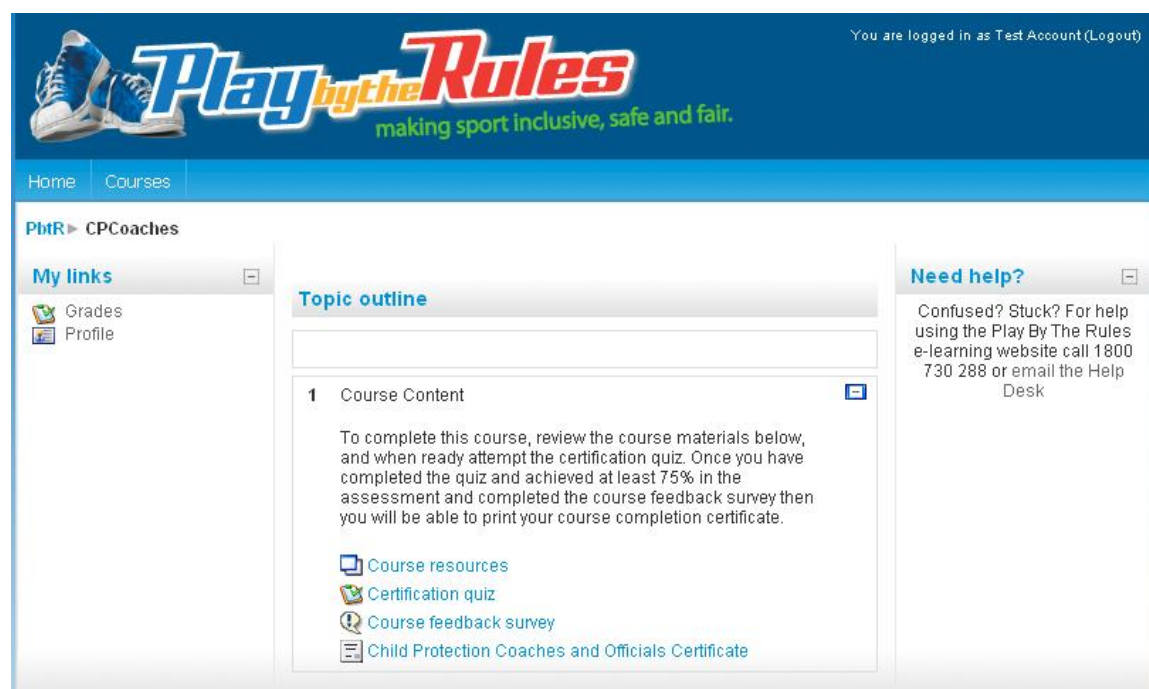 You are logged in as Test Account (Logout)
Play by the Rules
making sport inclusive, safe and fair.
Home Courses
PbtR ► CPCoaches
My links
Grades
Profile
Topic outline
1 Course Content
To complete this course, review the course materials below,
and when ready attempt the certification quiz. Once you have
completed the quiz and achieved at least 75% in the
assessment and completed the course feedback survey then
you will be able to print your course completion certificate.
Course resources
Certification quiz
Course feedback survey
Child Protection Coaches and Officials Certificate
Need help?
Confused? Stuck? For help
using the Play By The Rules
e-learning website call 1800
730 288 or email the Help
Desk